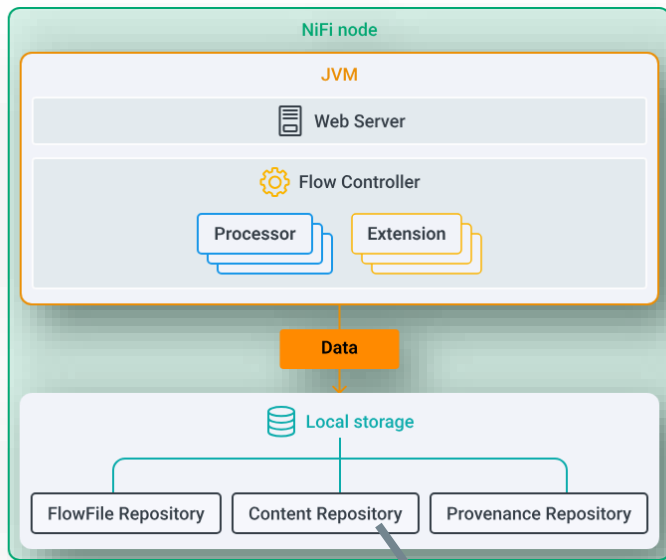 NiFi node
JVM
Web Server
Flow Controller
Processor Extension
Data
Local storage
FlowFile Repository Content Repository Provenance Repository